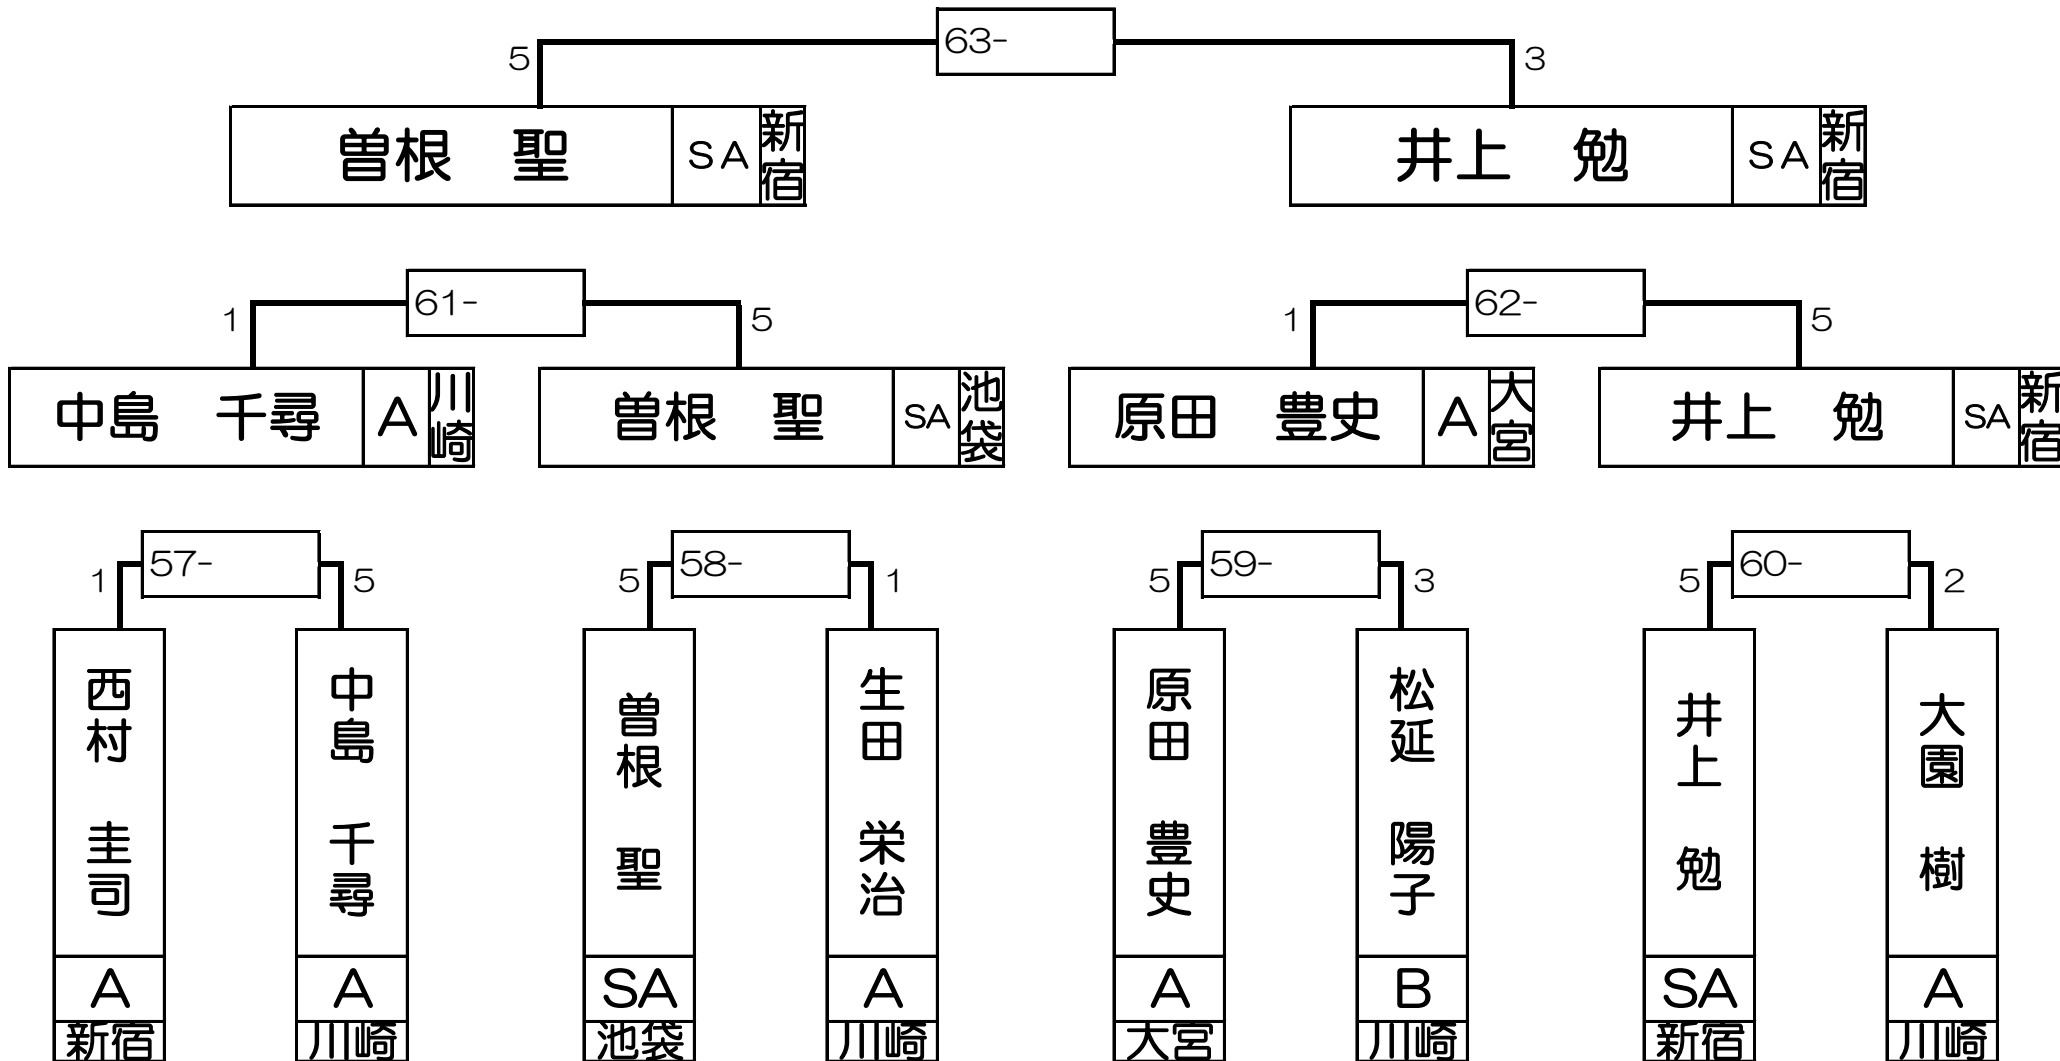 63-
5 3
曽根　聖 SA 新宿
井上　勉 SA 新宿
61-
1 5
62-
1 5
中島　千尋 A 川崎
曽根　聖 SA 池袋
原田　豊史 A 大宮
井上　勉 SA 新宿
57-
1 5
58-
5 1
59-
5 3
60-
5 2
西村　圭司 A 新宿
中島　千尋 A 川崎
曽根　聖 SA 池袋
生田　栄治 A 川崎
原田　豊史 A 大宮
松延　陽子 B 川崎
井上　勉 SA 新宿
大園　樹 A 川崎